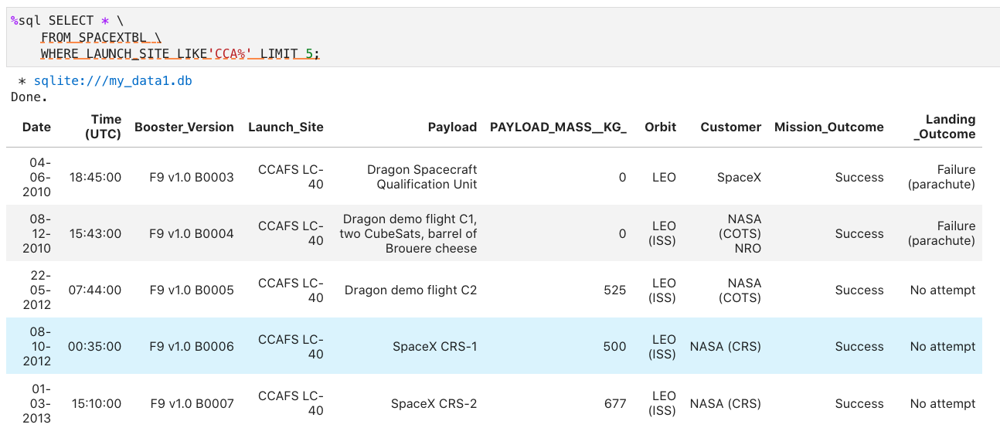 %sql SELECT * \
FROM SPACEXTBL \
WHERE LAUNCH_SITE LIKE'CCA%' LIMIT 5;
* sqlite:///my_data1.db
Done.
Date Time (UTC) Booster_Version Launch_Site Payload PAYLOAD_MASS__KG_ Orbit Customer Mission_Outcome Landing _Outcome
04-06-2010 18:45:00 F9 v1.0 B0003 CCAFS LC-40 Dragon Spacecraft Qualification Unit 0 LEO SpaceX Success Failure (parachute)
08-12-2010 15:43:00 F9 v1.0 B0004 CCAFS LC-40 Dragon demo flight C1, two CubeSats, barrel of Brouere cheese 0 LEO (ISS) NASA (COTS) NRO Success Failure (parachute)
22-05-2012 07:44:00 F9 v1.0 B0005 CCAFS LC-40 Dragon demo flight C2 525 LEO (ISS) NASA (COTS) Success No attempt
08-10-2012 00:35:00 F9 v1.0 B0006 CCAFS LC-40 SpaceX CRS-1 500 LEO (ISS) NASA (CRS) Success No attempt
01-03-2013 15:10:00 F9 v1.0 B0007 CCAFS LC-40 SpaceX CRS-2 677 LEO (ISS) NASA (CRS) Success No attempt